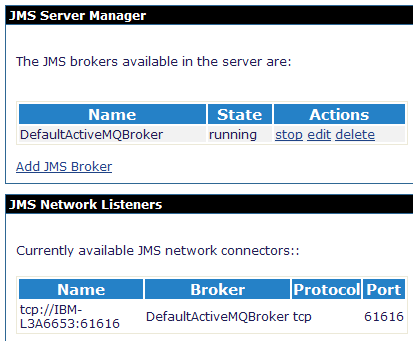 JMS Server Manager
The JMS brokers available in the server are:
Name State Actions
DefaultActiveMQBroker running stop edit delete
Add JMS Broker
JMS Network Listeners
Currently available JMS network connectors::
Name Broker Protocol Port
tcp://IBM-
L3A6653:61616 DefaultActiveMQBroker tcp 61616